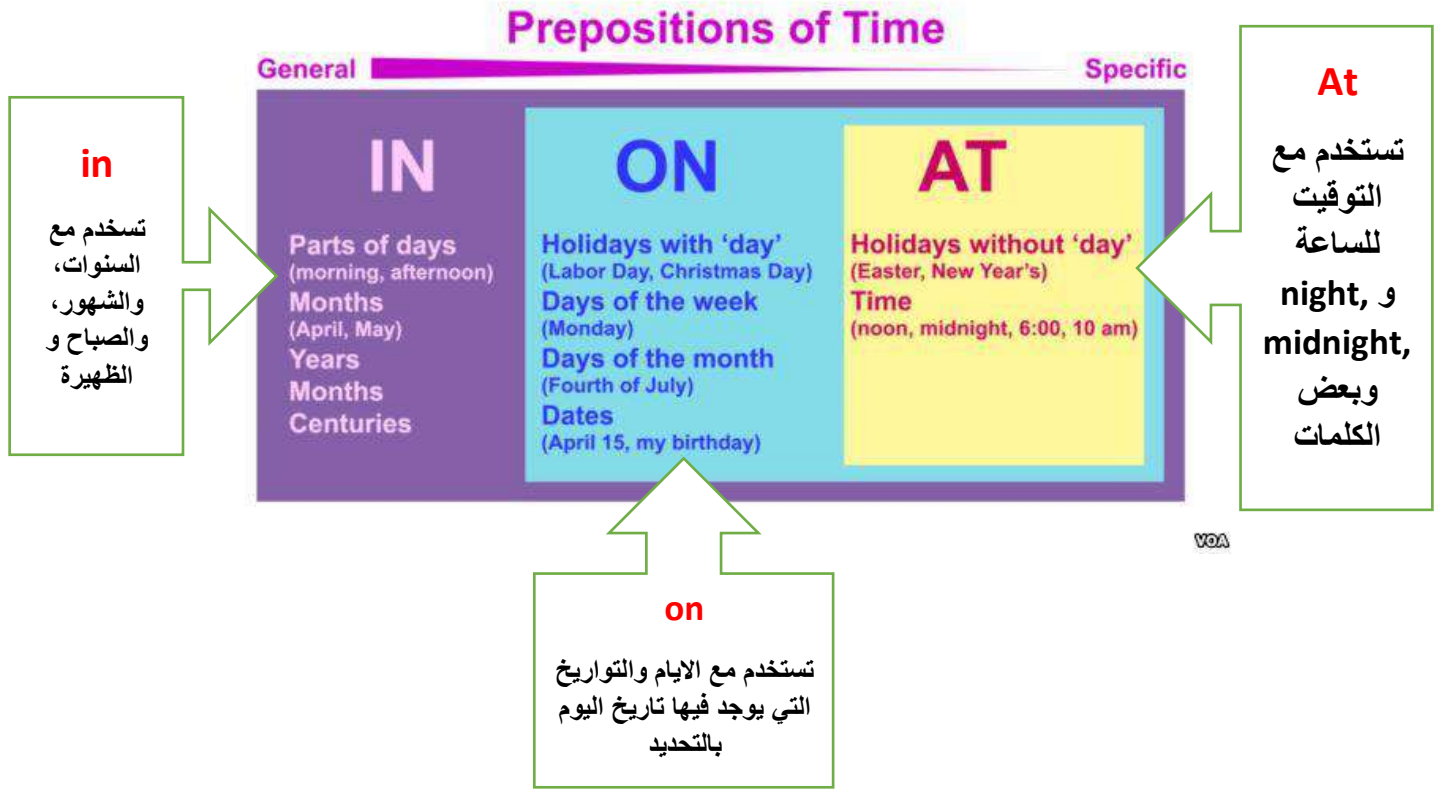 Prepositions of Time
General
Specific
in
تسخدم مع
السنوات،
والشهور،
والصباح و
الظهيرة
IN
Parts of days
(morning, afternoon)
Months
(April, May)
Years
Months
Centuries
ON
Holidays with ‘day’
(Labor Day, Christmas Day)
Days of the week
(Monday)
Days of the month
(Fourth of July)
Dates
(April 15, my birthday)
AT
Holidays without ‘day’
(Easter, New Year’s)
Time
(noon, midnight, 6:00, 10 am)
At
تستخدم مع
التوقيت
للساعة
و night,
midnight,
وبعض
الكلمات
VOA
on
تستخدم مع الايام والتواريخ
التي يوجد فيها تاريخ اليوم
بالتحديد